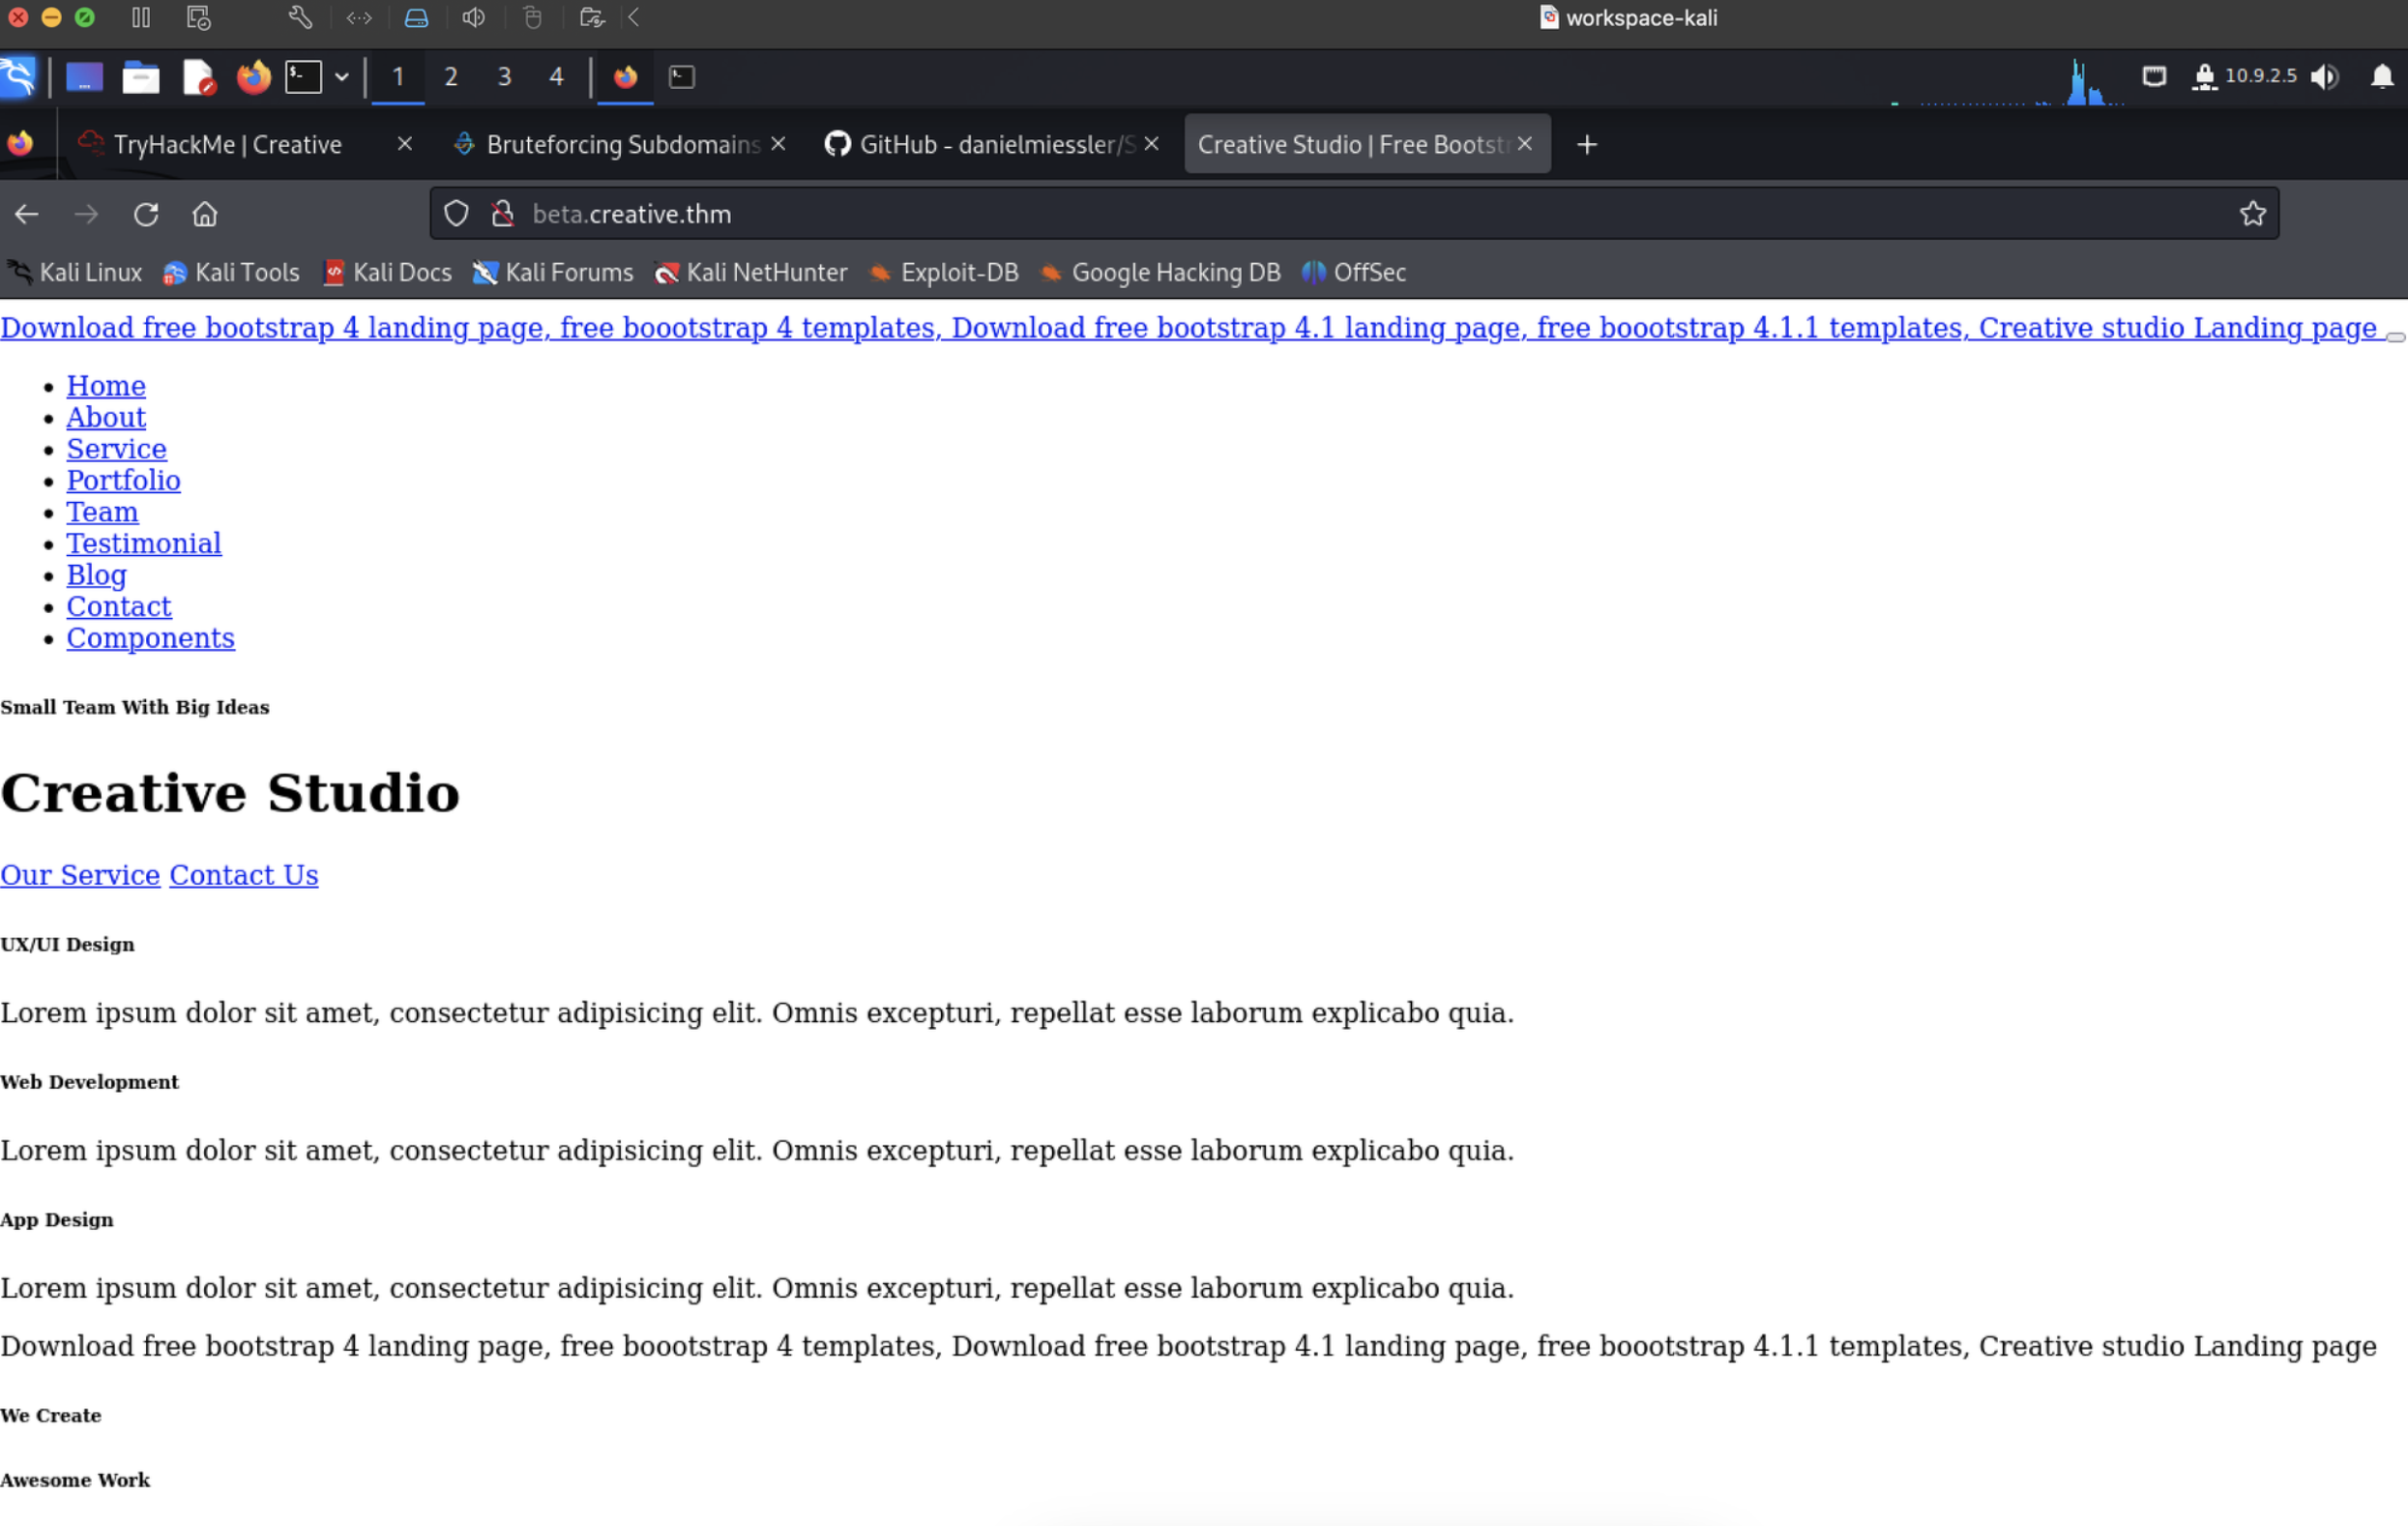 workspace-kali
1 2 3 4 10.9.2.5
TryHackMe | Creative Bruteforcing Subdomains GitHub - danielmiessler/S Creative Studio | Free Bootst
beta.creative.thm
Kali Linux Kali Tools Kali Docs Kali Forums Kali NetHunter Exploit-DB Google Hacking DB OffSec
Download free bootstrap 4 landing page, free boootstrap 4 templates, Download free bootstrap 4.1 landing page, free boootstrap 4.1.1 templates, Creative studio Landing page
Home
About
Service
Portfolio
Team
Testimonial
Blog
Contact
Components
Small Team With Big Ideas
Creative Studio
Our Service Contact Us
UX/UI Design
Lorem ipsum dolor sit amet, consectetur adipisicing elit. Omnis excepturi, repellat esse laborum explicabo quia.
Web Development
Lorem ipsum dolor sit amet, consectetur adipisicing elit. Omnis excepturi, repellat esse laborum explicabo quia.
App Design
Lorem ipsum dolor sit amet, consectetur adipisicing elit. Omnis excepturi, repellat esse laborum explicabo quia.
Download free bootstrap 4 landing page, free boootstrap 4 templates, Download free bootstrap 4.1 landing page, free boootstrap 4.1.1 templates, Creative studio Landing page
We Create
Awesome Work